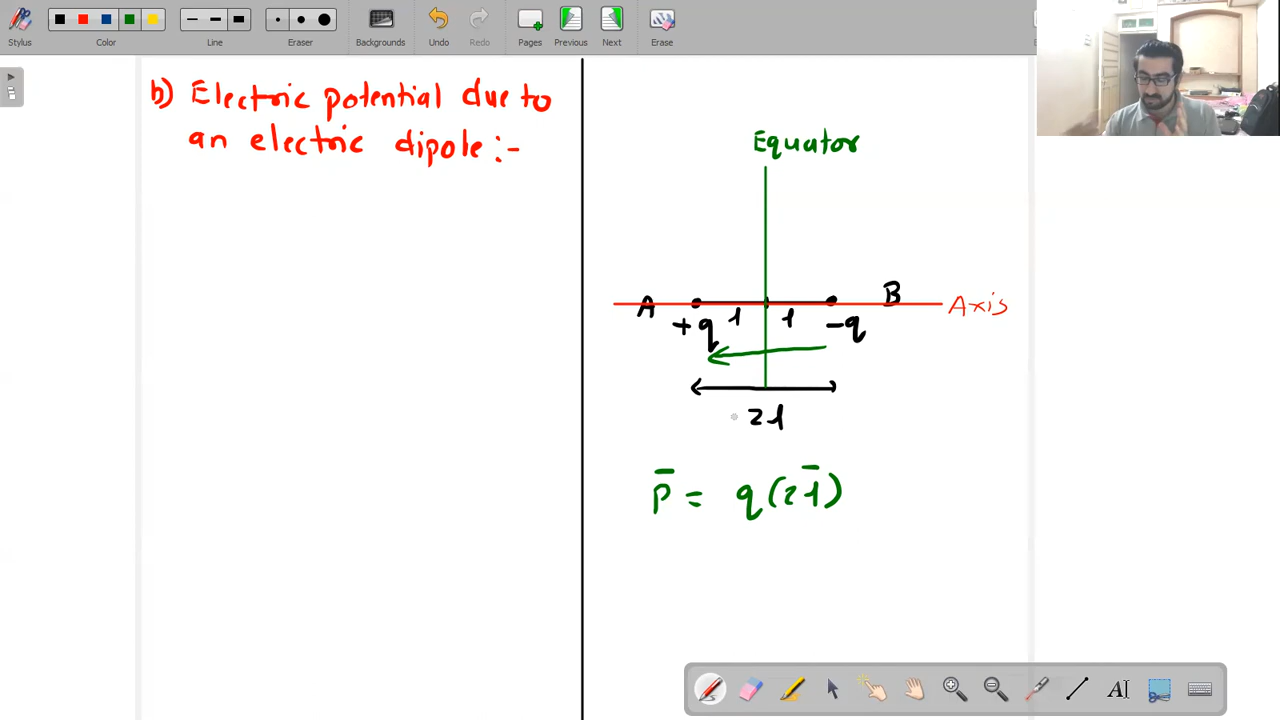 Stylus
Color
Line
Eraser
Backgrounds
Undo
Redo
Pages
Previous
Next
Erase
b) Electric potential due to
an electric dipole:-
Equator
A
B
Axis
+q
l
l
-q
2l
p̄ = q(2l̄)
AI